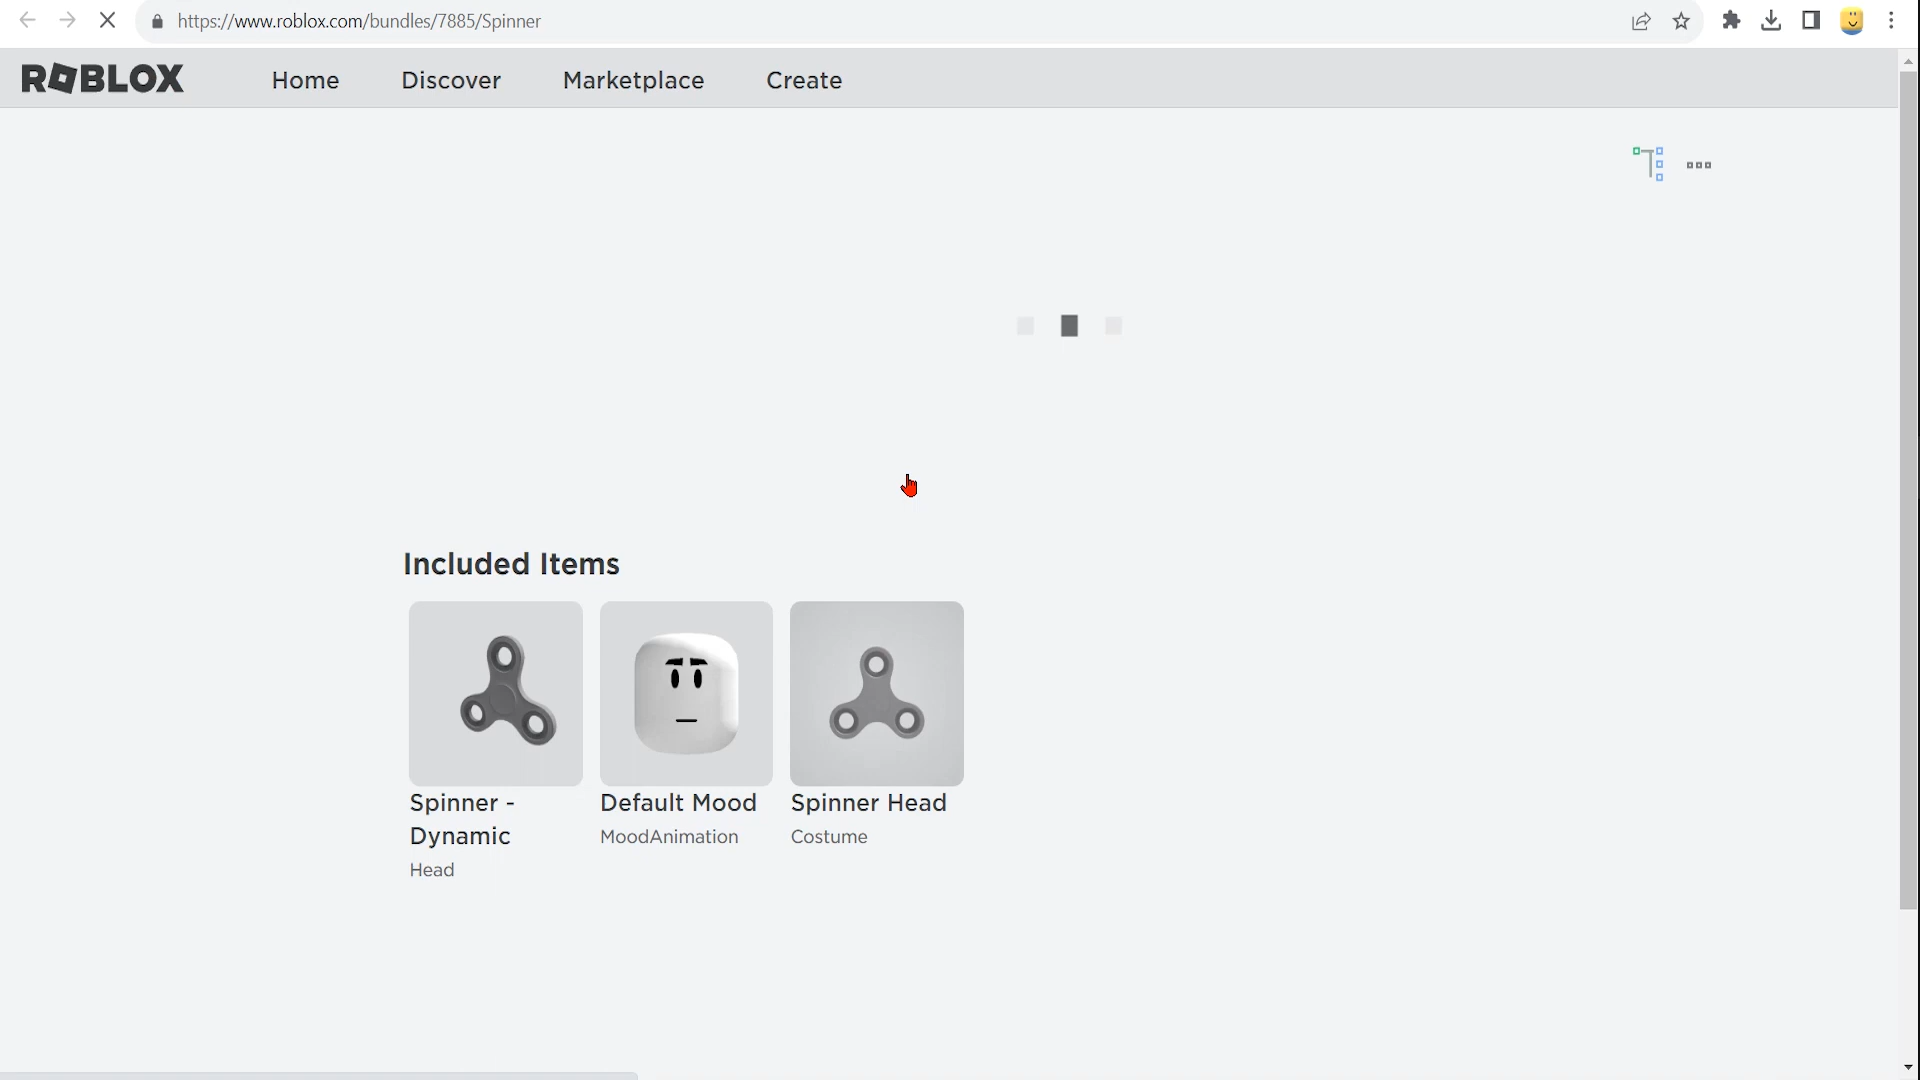 https://www.roblox.com/bundles/7885/Spinner
ROBLOX Home Discover Marketplace Create
Included Items
Spinner - Dynamic
Head
Default Mood
MoodAnimation
Spinner Head
Costume